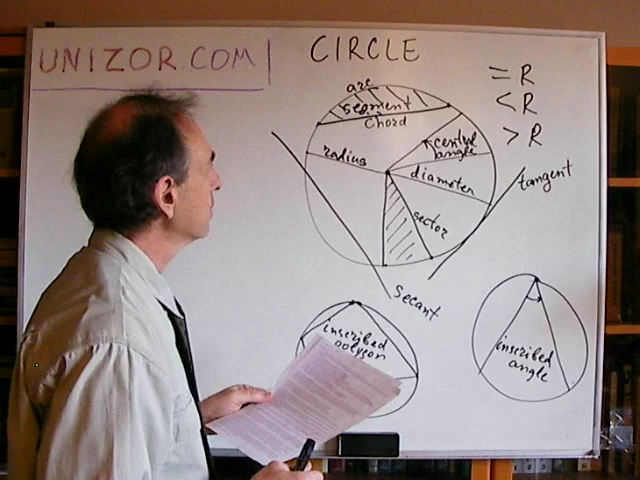 UNIZOR.COM
CIRCLE
= R
< R
> R
arc
segment
chord
radius
central
angle
diameter
tangent
sector
secant
inscribed
polygon
inscribed
angle